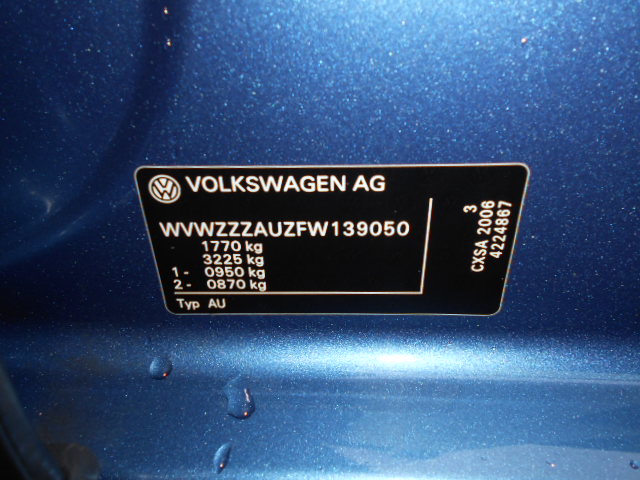 VOLKSWAGEN AG
WVWZZZAUZFW139050
1770 kg
3225 kg
1- 0950 kg
2- 0870 kg
Typ AU
3
CXSA 2006
4224867